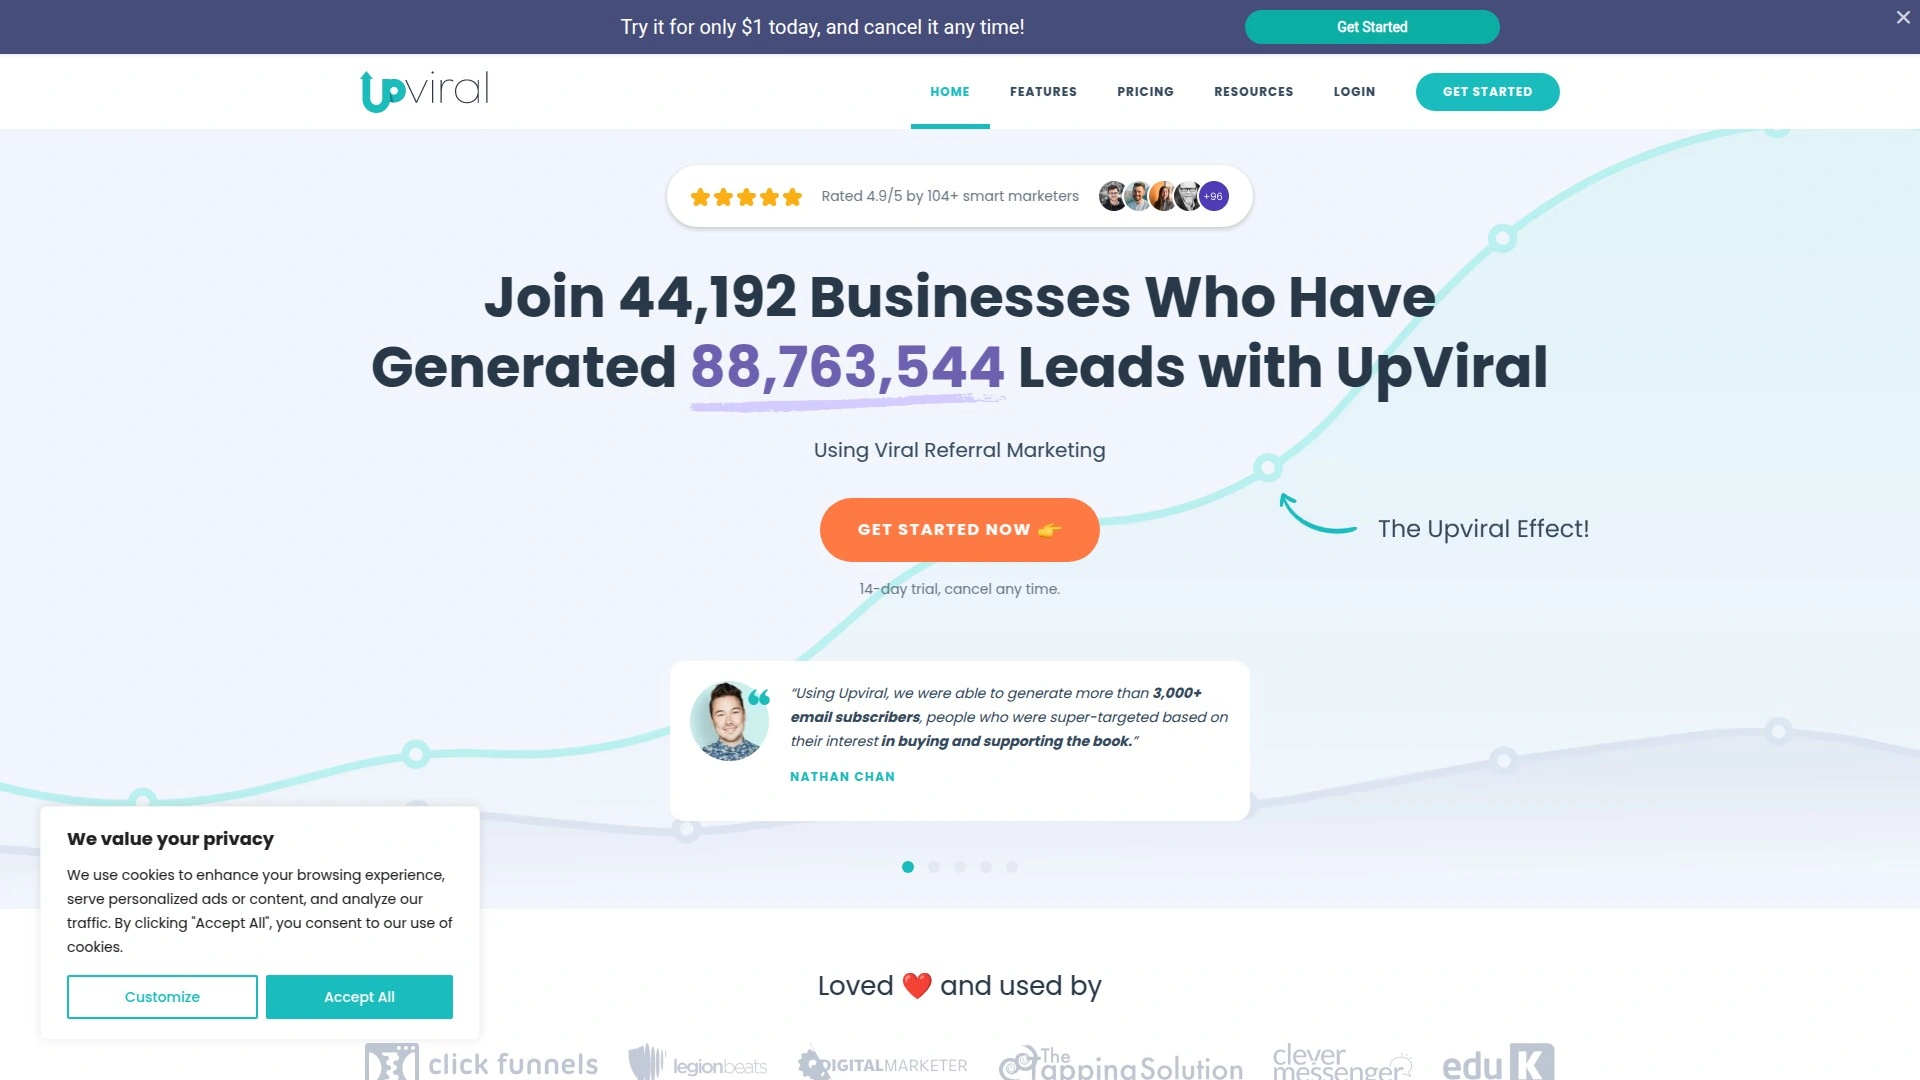 Try it for only $1 today, and cancel it any time!
Get Started
upviral
HOME
FEATURES
PRICING
RESOURCES
LOGIN
GET STARTED
Rated 4.9/5 by 104+ smart marketers
+96
Join 44,192 Businesses Who Have
Generated 88,763,544 Leads with UpViral
Using Viral Referral Marketing
GET STARTED NOW 👉
14-day trial, cancel any time.
The Upviral Effect!
“Using Upviral, we were able to generate more than 3,000+
email subscribers, people who were super-targeted based on
their interest in buying and supporting the book.”
NATHAN CHAN
We value your privacy
We use cookies to enhance your browsing experience,
serve personalized ads or content, and analyze our
traffic. By clicking "Accept All", you consent to our use of
cookies.
Customize
Accept All
Loved ❤️ and used by
click funnels
legionbeats
DIGITALMARKETER
The
Tapping Solution
clever
messenger
eduK